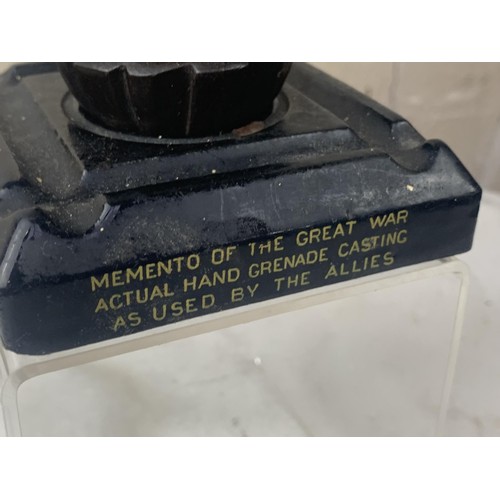 MEMENTO OF THE GREAT WAR
ACTUAL HAND GRENADE CASTING
AS USED BY THE ALLIES